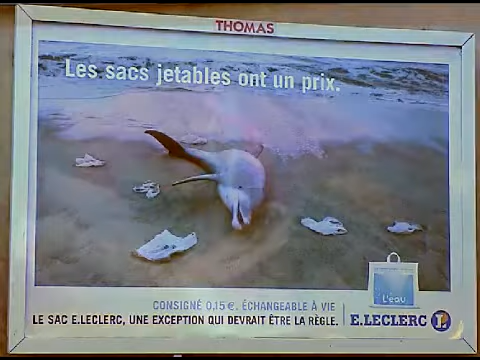 THOMAS
Les sacs jetables ont un prix.
L'eau
CONSIGNÉ 0,15€. ÉCHANGEABLE À VIE
LE SAC E.LECLERC, UNE EXCEPTION QUI DEVRAIT ÊTRE LA RÈGLE.
E.LECLERC L